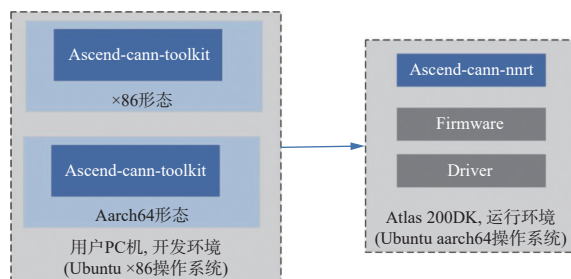 Ascend-cann-toolkit
×86形态
Ascend-cann-toolkit
Aarch64形态
用户PC机, 开发环境
(Ubuntu ×86操作系统)
Ascend-cann-nnrt
Firmware
Driver
Atlas 200DK, 运行环境
(Ubuntu aarch64操作系统)